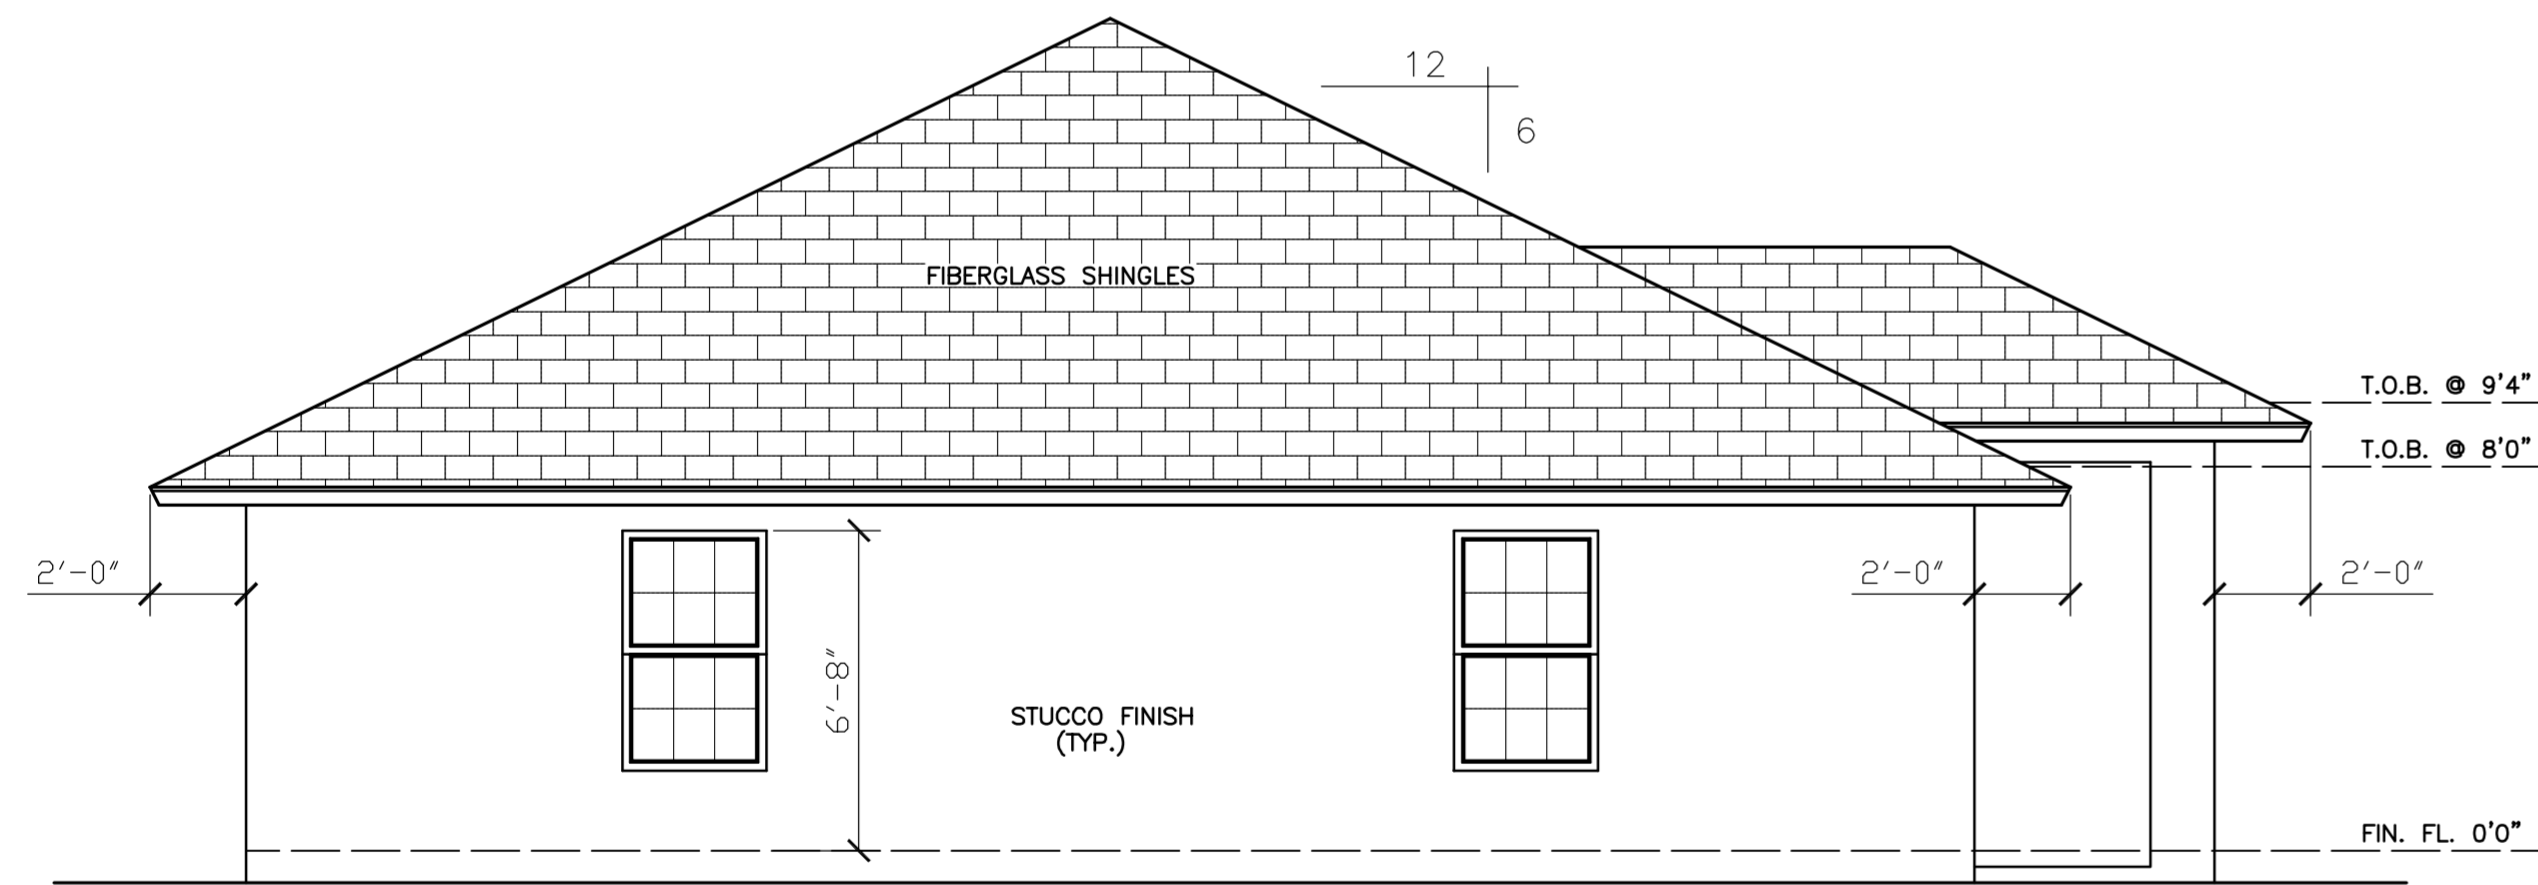 12
6
FIBERGLASS SHINGLES
T.O.B. @ 9'4"
T.O.B. @ 8'0"
2'-0"
2'-0"
2'-0"
6'-8"
STUCCO FINISH
(TYP.)
FIN. FL. 0'0"